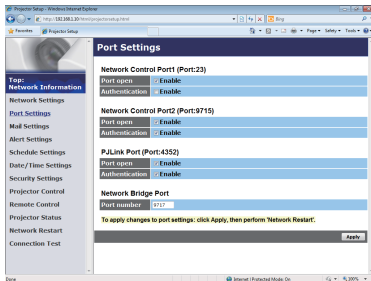 Projector Setup - Windows Internet Explorer
http://192.168.1.10/html/projectorsetup.html
Bing
Favorites Projector Setup
Page Safety Tools
Port Settings
Top:
Network Information
Network Settings
Port Settings
Mail Settings
Alert Settings
Schedule Settings
Date/Time Settings
Security Settings
Projector Control
Remote Control
Projector Status
Network Restart
Connection Test
Network Control Port1 (Port:23)
Port open Enable
Authentication Enable
Network Control Port2 (Port:9715)
Port open Enable
Authentication Enable
PJLink Port (Port:4352)
Port open Enable
Authentication Enable
Network Bridge Port
Port number 9717
To apply changes to port settings: click Apply, then perform 'Network Restart'.
Apply
Done
Internet | Protected Mode: On
100%